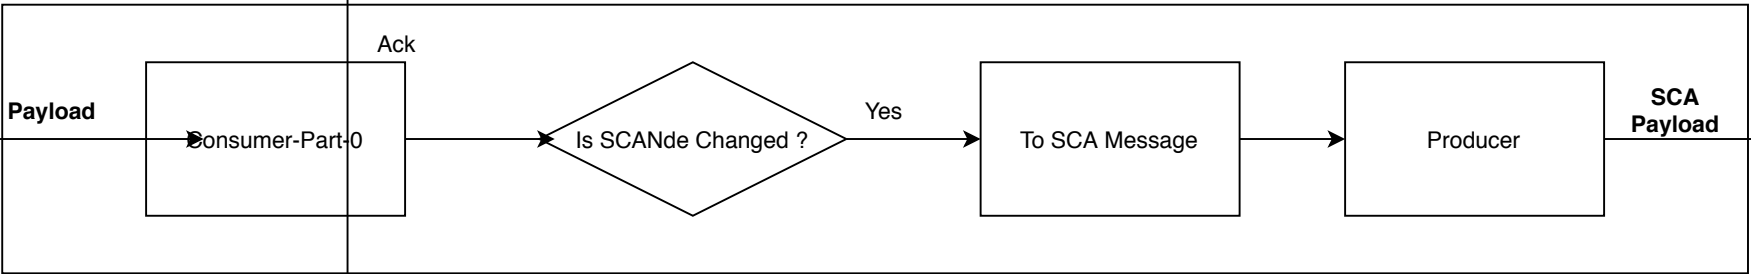 Ack
Payload
Consumer-Part-0
Is SCANde Changed ?
Yes
To SCA Message
Producer
SCA
Payload